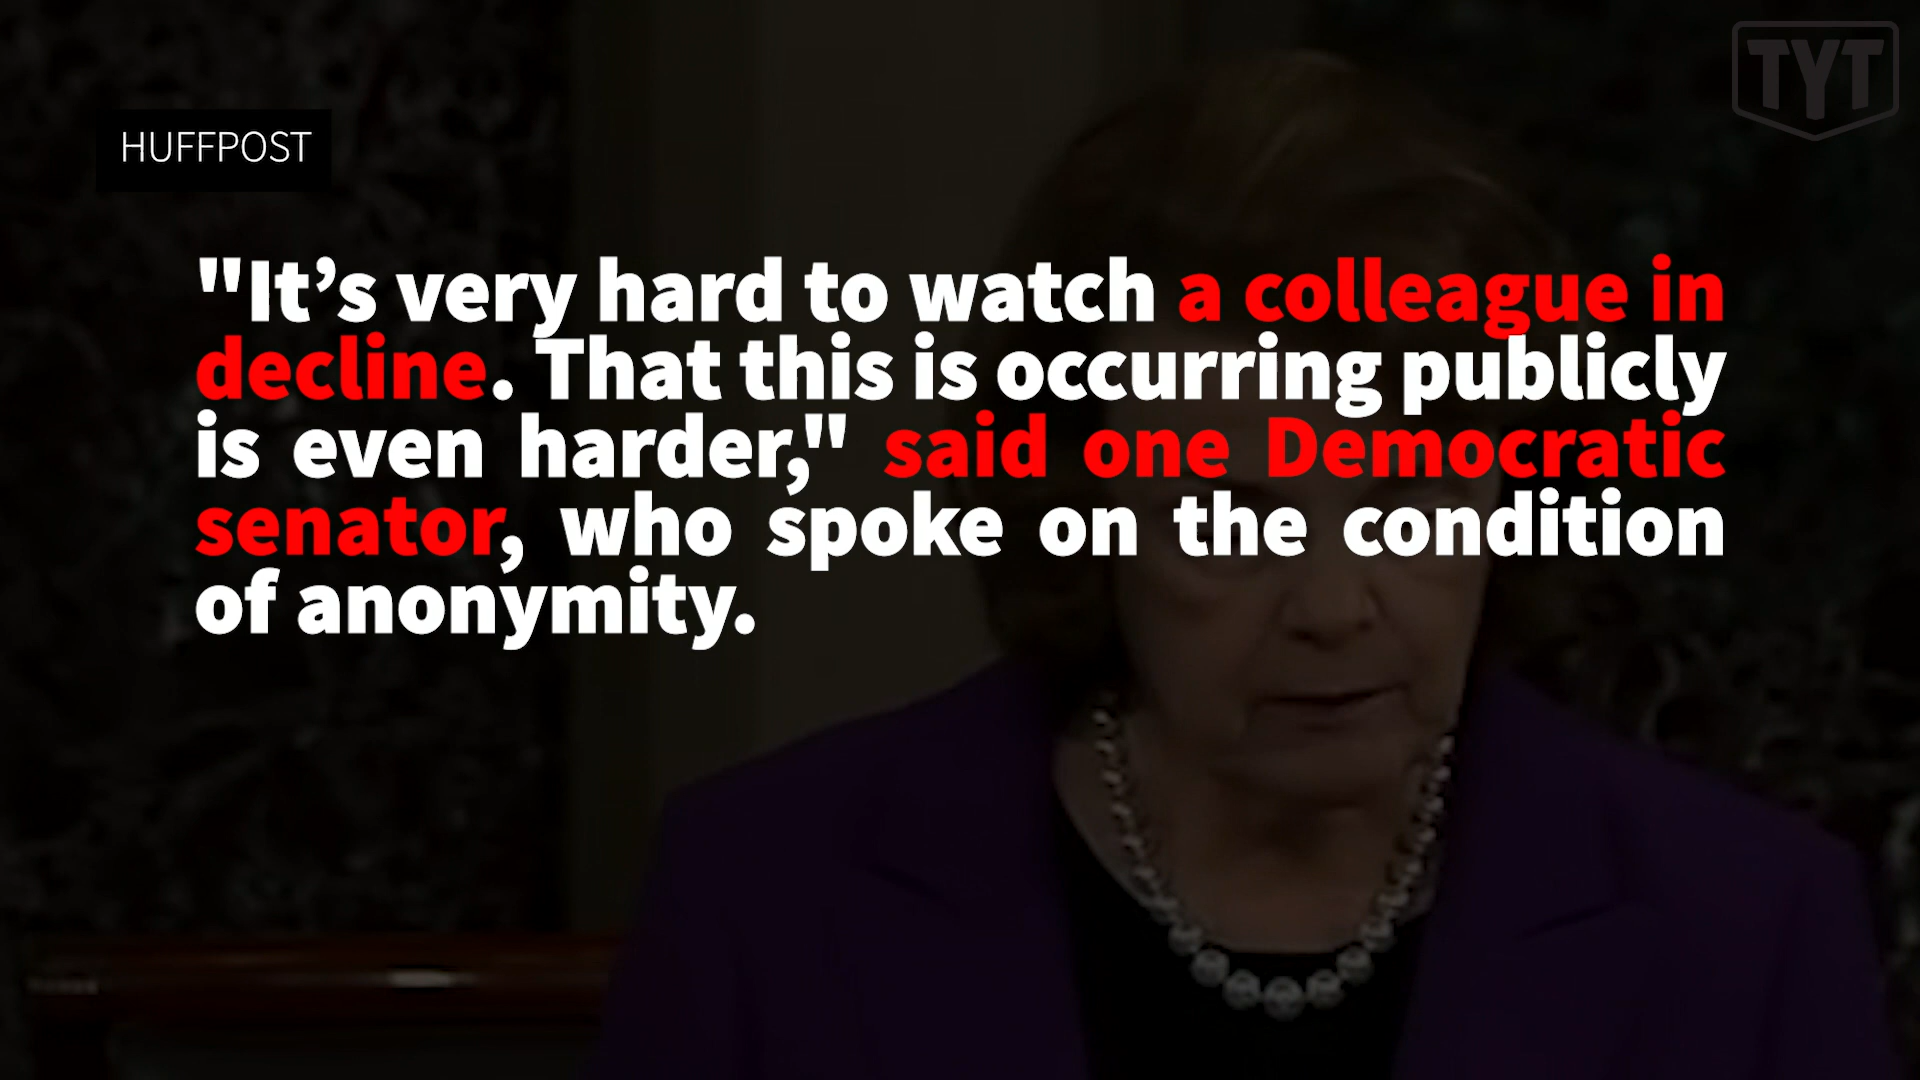 TYT
HUFFPOST
"It’s very hard to watch a colleague in
decline. That this is occurring publicly
is even harder," said one Democratic
senator, who spoke on the condition
of anonymity.